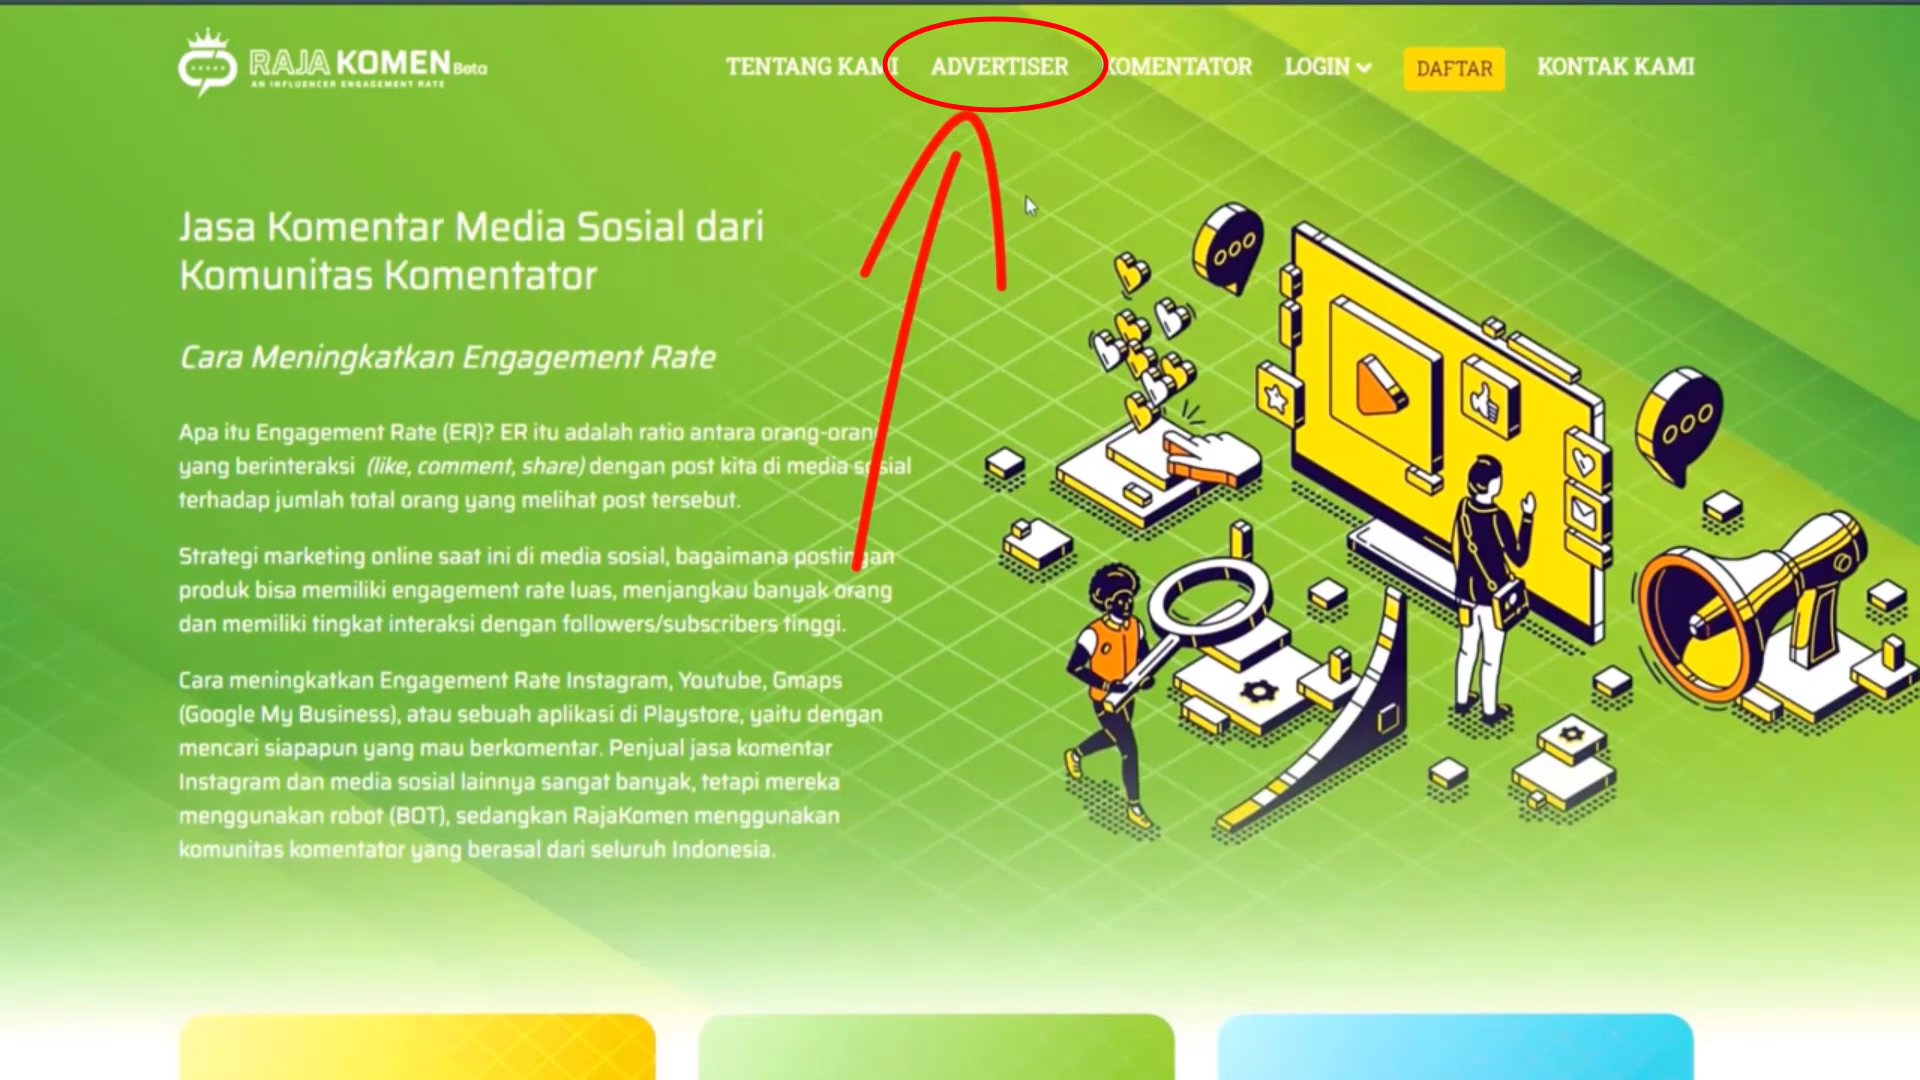 RAJA KOMEN Beta
AN INFLUENCER ENGAGEMENT RATE
TENTANG KAMI
ADVERTISER
KOMENTATOR
LOGIN
DAFTAR
KONTAK KAMI
Jasa Komentar Media Sosial dari
Komunitas Komentator
Cara Meningkatkan Engagement Rate
Apa itu Engagement Rate (ER)? ER itu adalah ratio antara orang-orang
yang berinteraksi (like, comment, share) dengan post kita di media sosial
terhadap jumlah total orang yang melihat post tersebut.
Strategi marketing online saat ini di media sosial, bagaimana postingan
produk bisa memiliki engagement rate luas, menjangkau banyak orang
dan memiliki tingkat interaksi dengan followers/subscribers tinggi.
Cara meningkatkan Engagement Rate Instagram, Youtube, Gmaps
(Google My Business), atau sebuah aplikasi di Playstore, yaitu dengan
mencari siapapun yang mau berkomentar. Penjual jasa komentar
Instagram dan media sosial lainnya sangat banyak, tetapi mereka
menggunakan robot (BOT), sedangkan RajaKomen menggunakan
komunitas komentator yang berasal dari seluruh Indonesia.